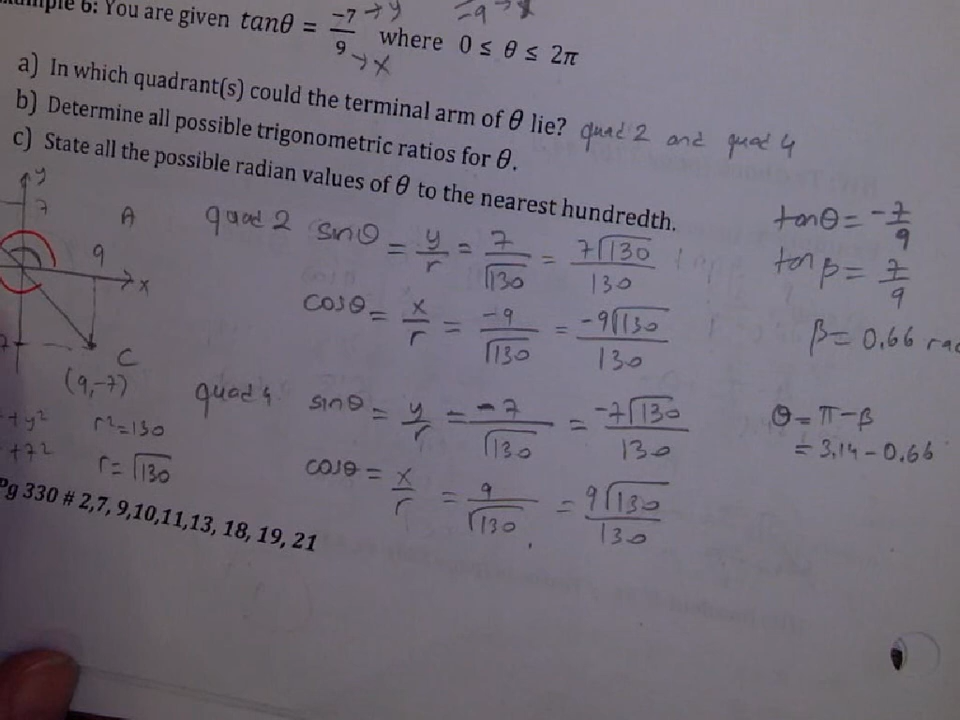 6: You are given tanθ = -7/9 where 0 ≤ θ ≤ 2π
→ y
-9 → x
→ x
a) In which quadrant(s) could the terminal arm of θ lie? quad 2 and quad 4
b) Determine all possible trigonometric ratios for θ.
c) State all the possible radian values of θ to the nearest hundredth.
y
7
A
9
x
C
(9,-7)
+ y² r² = 130
+ 7² r = √130
quad 2 sinθ = y/r = 7/√130 = 7√130/130
cosθ = x/r = -9/√130 = -9√130/130
quad 4 sinθ = y/r = -7/√130 = -7√130/130
cosθ = x/r = 9/√130 = 9√130/130
tanθ = -7/9
tan β = 7/9
β = 0.66 rad
θ = π - β
= 3.14 - 0.66
Pg 330 # 2,7, 9,10,11,13, 18, 19, 21